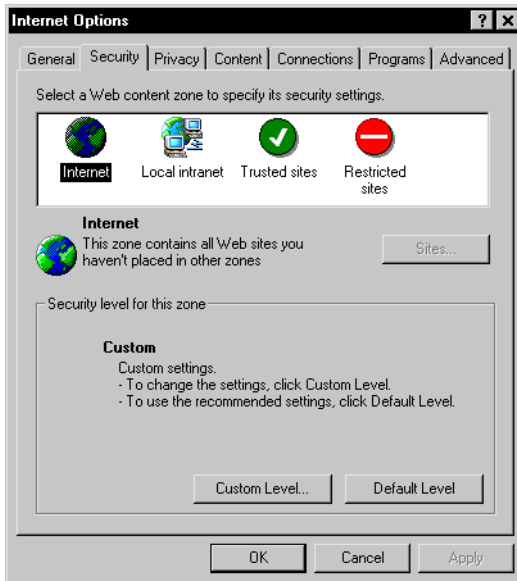 Internet Options
General Security Privacy Content Connections Programs Advanced
Select a Web content zone to specify its security settings.
Internet Local intranet Trusted sites Restricted
sites
Internet
This zone contains all Web sites you
haven't placed in other zones
Sites...
Security level for this zone
Custom
Custom settings.
- To change the settings, click Custom Level.
- To use the recommended settings, click Default Level.
Custom Level... Default Level
OK Cancel Apply